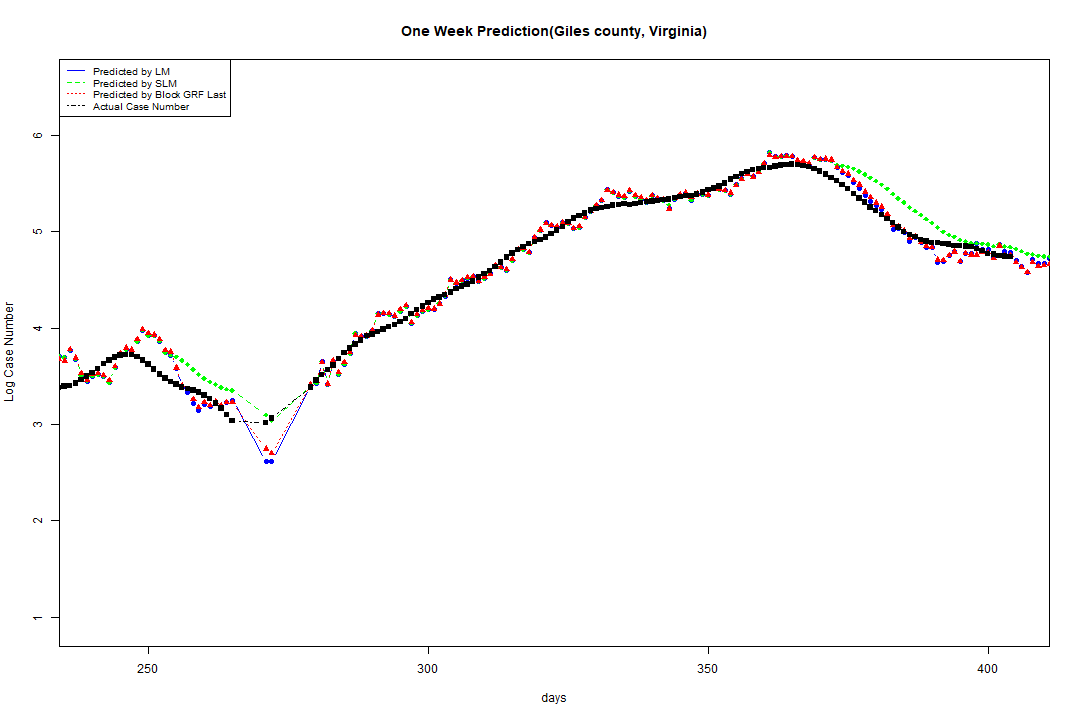 One Week Prediction(Giles county, Virginia)
Predicted by LM
Predicted by SLM
Predicted by Block GRF Last
Actual Case Number
Log Case Number
6
5
4
3
2
1
250
300
350
400
days